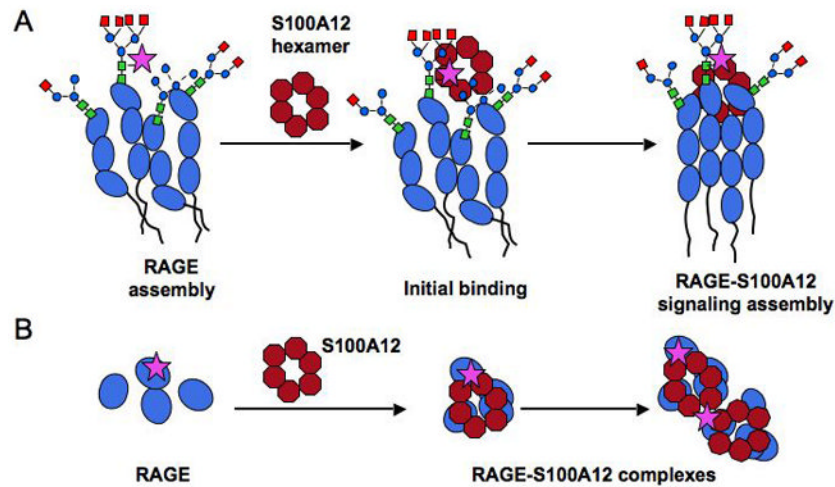 A
S100A12
hexamer
RAGE
assembly
Initial binding
RAGE-S100A12
signaling assembly
B
S100A12
RAGE
RAGE-S100A12 complexes